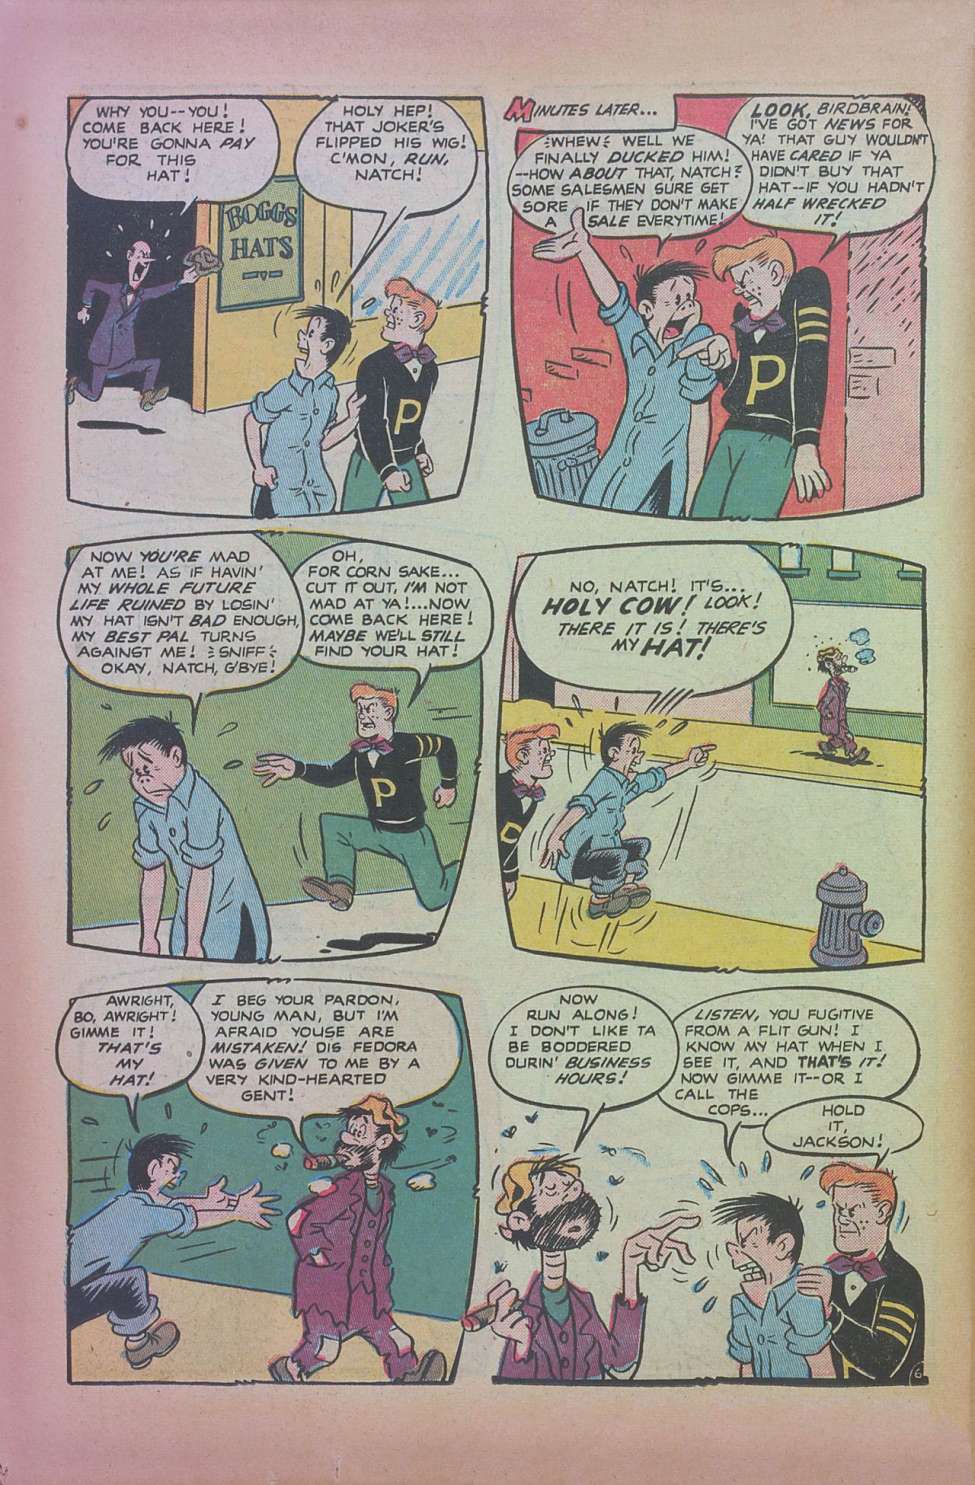 WHY YOU--YOU!
COME BACK HERE!
YOU'RE GONNA PAY
FOR THIS
HAT!
HOLY HEP!
THAT JOKER'S
FLIPPED HIS WIG!
C'MON, RUN,
NATCH!
BOGGS
HATS
P
MINUTES LATER...
WHEW! WELL WE
FINALLY DUCKED HIM!
--HOW ABOUT THAT, NATCH?
SOME SALESMEN SURE GET
SORE IF THEY DON'T MAKE
A SALE EVERYTIME!
LOOK, BIRDBRAIN!
I'VE GOT NEWS FOR
YA! THAT GUY WOULDN'T
HAVE CARED IF YA
DIDN'T BUY THAT
HAT--IF YOU HADN'T
HALF WRECKED
IT!
P
NOW YOU'RE MAD
AT ME! AS IF HAVIN'
MY WHOLE FUTURE
LIFE RUINED BY LOSIN'
MY HAT ISN'T BAD ENOUGH,
MY BEST PAL TURNS
AGAINST ME! SNIFF
OKAY, NATCH, G'BYE!
OH,
FOR CORN SAKE...
CUT IT OUT, I'M NOT
MAD AT YA!...NOW
COME BACK HERE!
MAYBE WE'LL STILL
FIND YOUR HAT!
P
NO, NATCH! IT'S...
HOLY COW! LOOK!
THERE IT IS! THERE'S
MY HAT!
P
AWRIGHT,
BO, AWRIGHT!
GIMME IT!
THAT'S
MY
HAT!
I BEG YOUR PARDON,
YOUNG MAN, BUT I'M
AFRAID YOUSE ARE
MISTAKEN! DIS FEDORA
WAS GIVEN TO ME BY A
VERY KIND-HEARTED
GENT!
NOW
RUN ALONG!
I DON'T LIKE TA
BE BODDERED
DURIN' BUSINESS
HOURS!
LISTEN, YOU FUGITIVE
FROM A FLIT GUN! I
KNOW MY HAT WHEN I
SEE IT, AND THAT'S IT!
NOW GIMME IT--OR I
CALL THE
COPS...
HOLD
IT,
JACKSON!
P
6